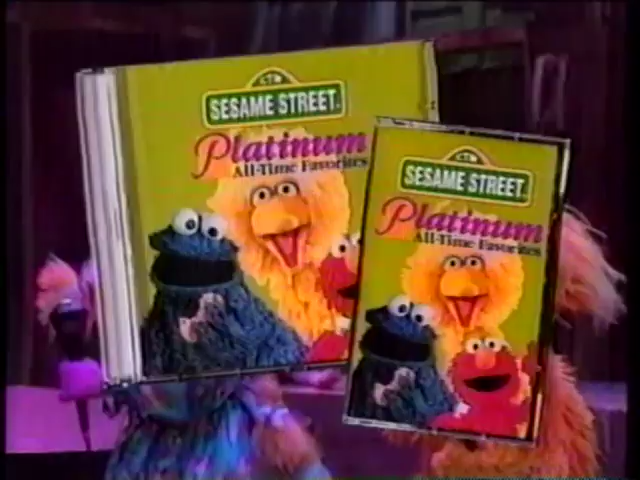 CTW
SESAME STREET
Platinum
All-Time Favorites
CTW
SESAME STREET
Platinum
All-Time Favorites